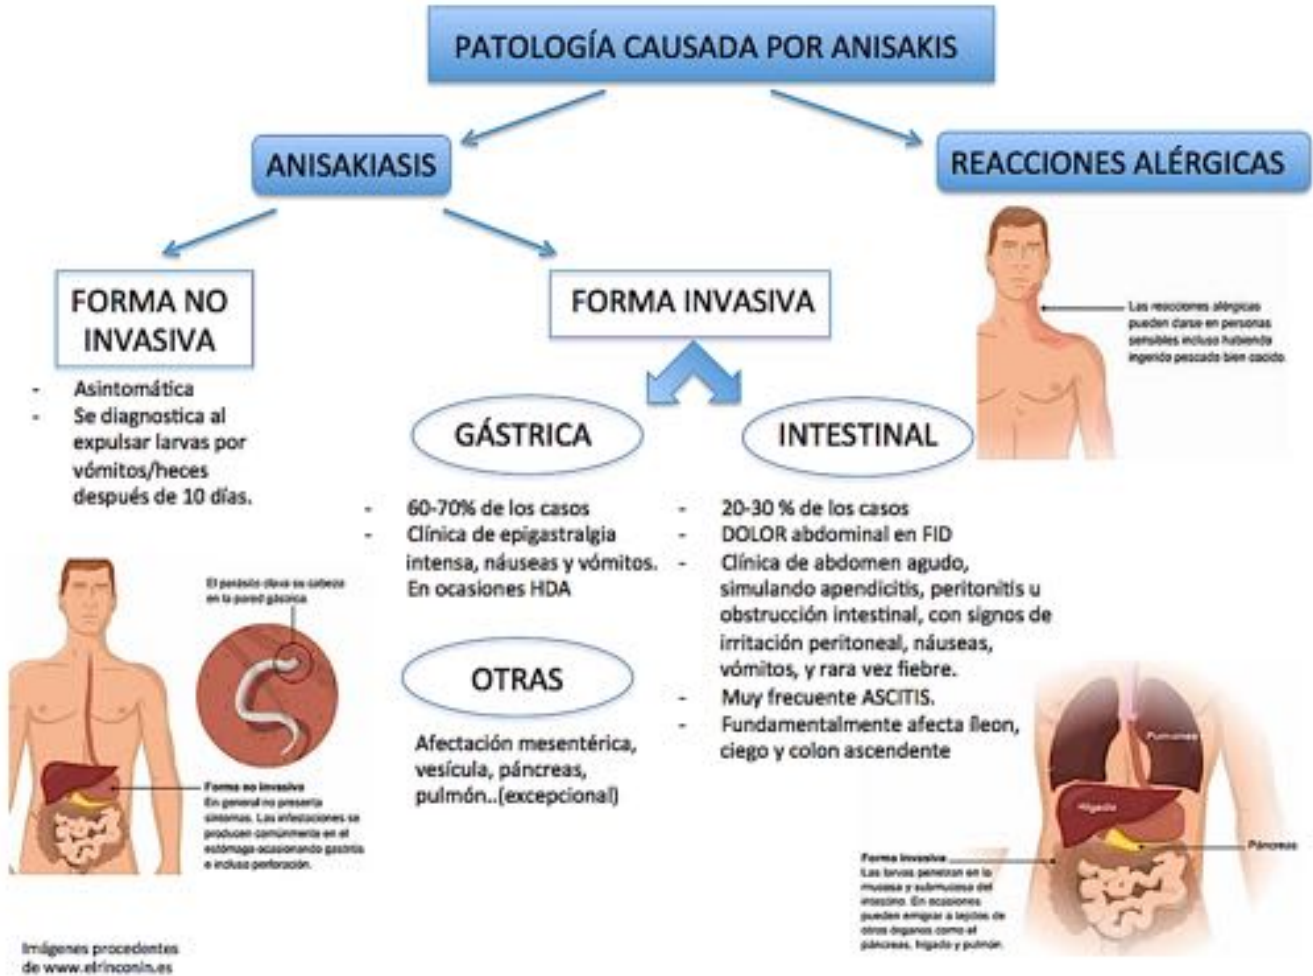 PATOLOGÍA CAUSADA POR ANISAKIS
ANISAKIASIS
REACCIONES ALÉRGICAS
FORMA NO
INVASIVA
FORMA INVASIVA
Las reacciones alérgicas
pueden darse en personas
sensibles incluso habiendo
ingerido pescado bien cocido.
- Asintomática
- Se diagnostica al
expulsar larvas por
vómitos/heces
después de 10 días.
GÁSTRICA
- 60-70% de los casos
- Clínica de epigastralgia
intensa, náuseas y vómitos.
En ocasiones HDA
INTESTINAL
- 20-30 % de los casos
- DOLOR abdominal en FID
- Clínica de abdomen agudo,
simulando apendicitis, peritonitis u
obstrucción intestinal, con signos de
irritación peritoneal, náuseas,
vómitos, y rara vez fiebre.
- Muy frecuente ASCITIS.
- Fundamentalmente afecta íleon,
ciego y colon ascendente
OTRAS
Afectación mesentérica,
vesícula, páncreas,
pulmón..(excepcional)
El parásito clava su cabeza
en la pared gástrica
Forma no invasiva
En general no presenta
síntomas. Las infestaciones se
producen comúnmente en el
estómago ocasionando gastritis
e incluso perforación.
Pulmones
Hígado
Páncreas
Forma invasiva
Las larvas penetran en la
mucosa y submucosa del
intestino. En ocasiones
pueden emigrar a tejidos de
otros órganos como el
páncreas, hígado y pulmón.
Imágenes procedentes
de www.elrinconin.es